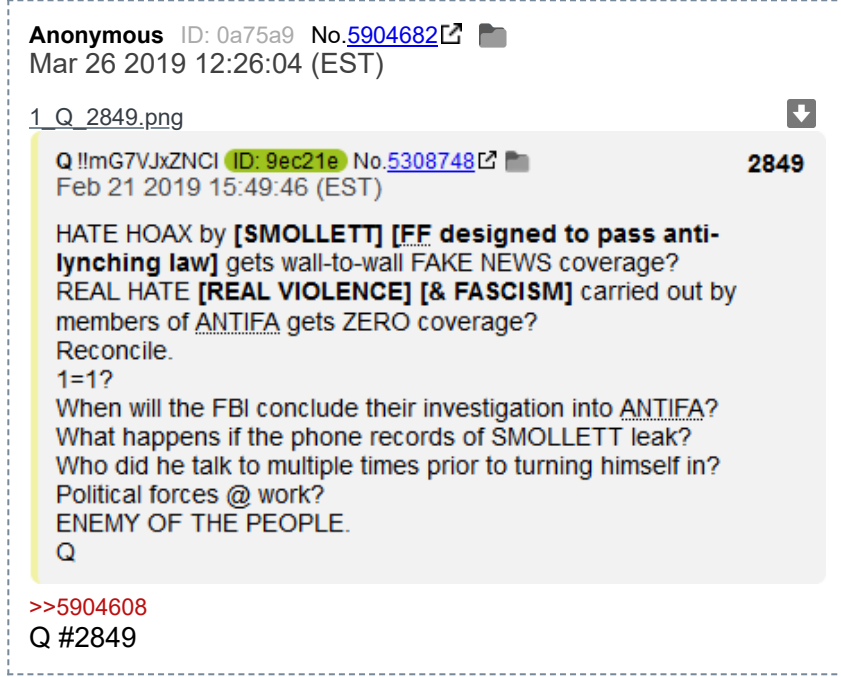 Anonymous ID: 0a75a9 No.5904682
Mar 26 2019 12:26:04 (EST)
1_Q_2849.png
Q !!mG7VJxZNCI ID: 9ec21e No.5308748 2849
Feb 21 2019 15:49:46 (EST)
HATE HOAX by [SMOLLETT] [FF designed to pass anti-
lynching law] gets wall-to-wall FAKE NEWS coverage?
REAL HATE [REAL VIOLENCE] [& FASCISM] carried out by
members of ANTIFA gets ZERO coverage?
Reconcile.
1=1?
When will the FBI conclude their investigation into ANTIFA?
What happens if the phone records of SMOLLETT leak?
Who did he talk to multiple times prior to turning himself in?
Political forces @ work?
ENEMY OF THE PEOPLE.
Q
>>5904608
Q #2849